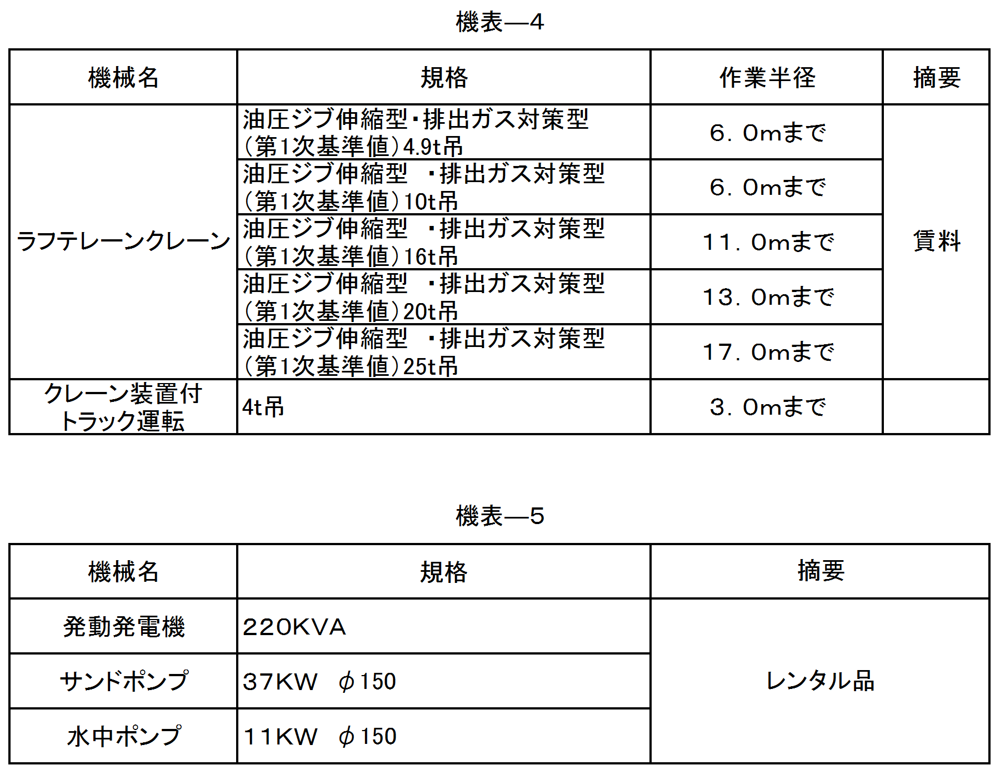 機表―4
機械名 規格 作業半径 摘要
油圧ジブ伸縮型・排出ガス対策型
（第1次基準値）4.9t吊
６．０ｍまで
油圧ジブ伸縮型　・排出ガス対策型
（第1次基準値）10t吊
６．０ｍまで
ラフテレーンクレーン
油圧ジブ伸縮型　・排出ガス対策型
（第1次基準値）16t吊
１１．０ｍまで
賃料
油圧ジブ伸縮型　・排出ガス対策型
（第1次基準値）20t吊
１３．０ｍまで
油圧ジブ伸縮型　・排出ガス対策型
（第1次基準値）25t吊
１７．０ｍまで
クレーン装置付
トラック運転
4t吊
３．０ｍまで
機表―5
機械名 規格 摘要
発動発電機 ２２０ＫＶＡ
サンドポンプ ３７ＫＷ　φ150
レンタル品
水中ポンプ １１ＫＷ　φ150